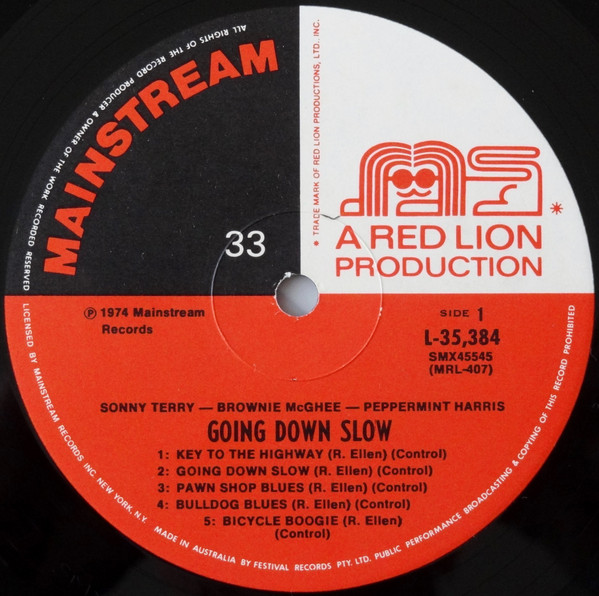 ALL RIGHTS OF THE RECORD PRODUCER & OWNER OF THE WORK RECORDED RESERVED
MAINSTREAM
33
* TRADE MARK OF RED LION PRODUCTIONS, LTD., INC.
*
A RED LION
PRODUCTION
℗ 1974 Mainstream
Records
SIDE 1
L-35,384
SMX45545
(MRL-407)
SONNY TERRY — BROWNIE McGHEE — PEPPERMINT HARRIS
GOING DOWN SLOW
1: KEY TO THE HIGHWAY (R. Ellen) (Control)
2: GOING DOWN SLOW (R. Ellen) (Control)
3: PAWN SHOP BLUES (R. Ellen) (Control)
4: BULLDOG BLUES (R. Ellen) (Control)
5: BICYCLE BOOGIE (R. Ellen)
(Control)
LICENSED BY MAINSTREAM RECORDS INC. NEW YORK, N.Y.
MADE IN AUSTRALIA BY FESTIVAL RECORDS PTY. LTD. PUBLIC PERFORMANCE BROADCASTING & COPYING OF THIS RECORD PROHIBITED